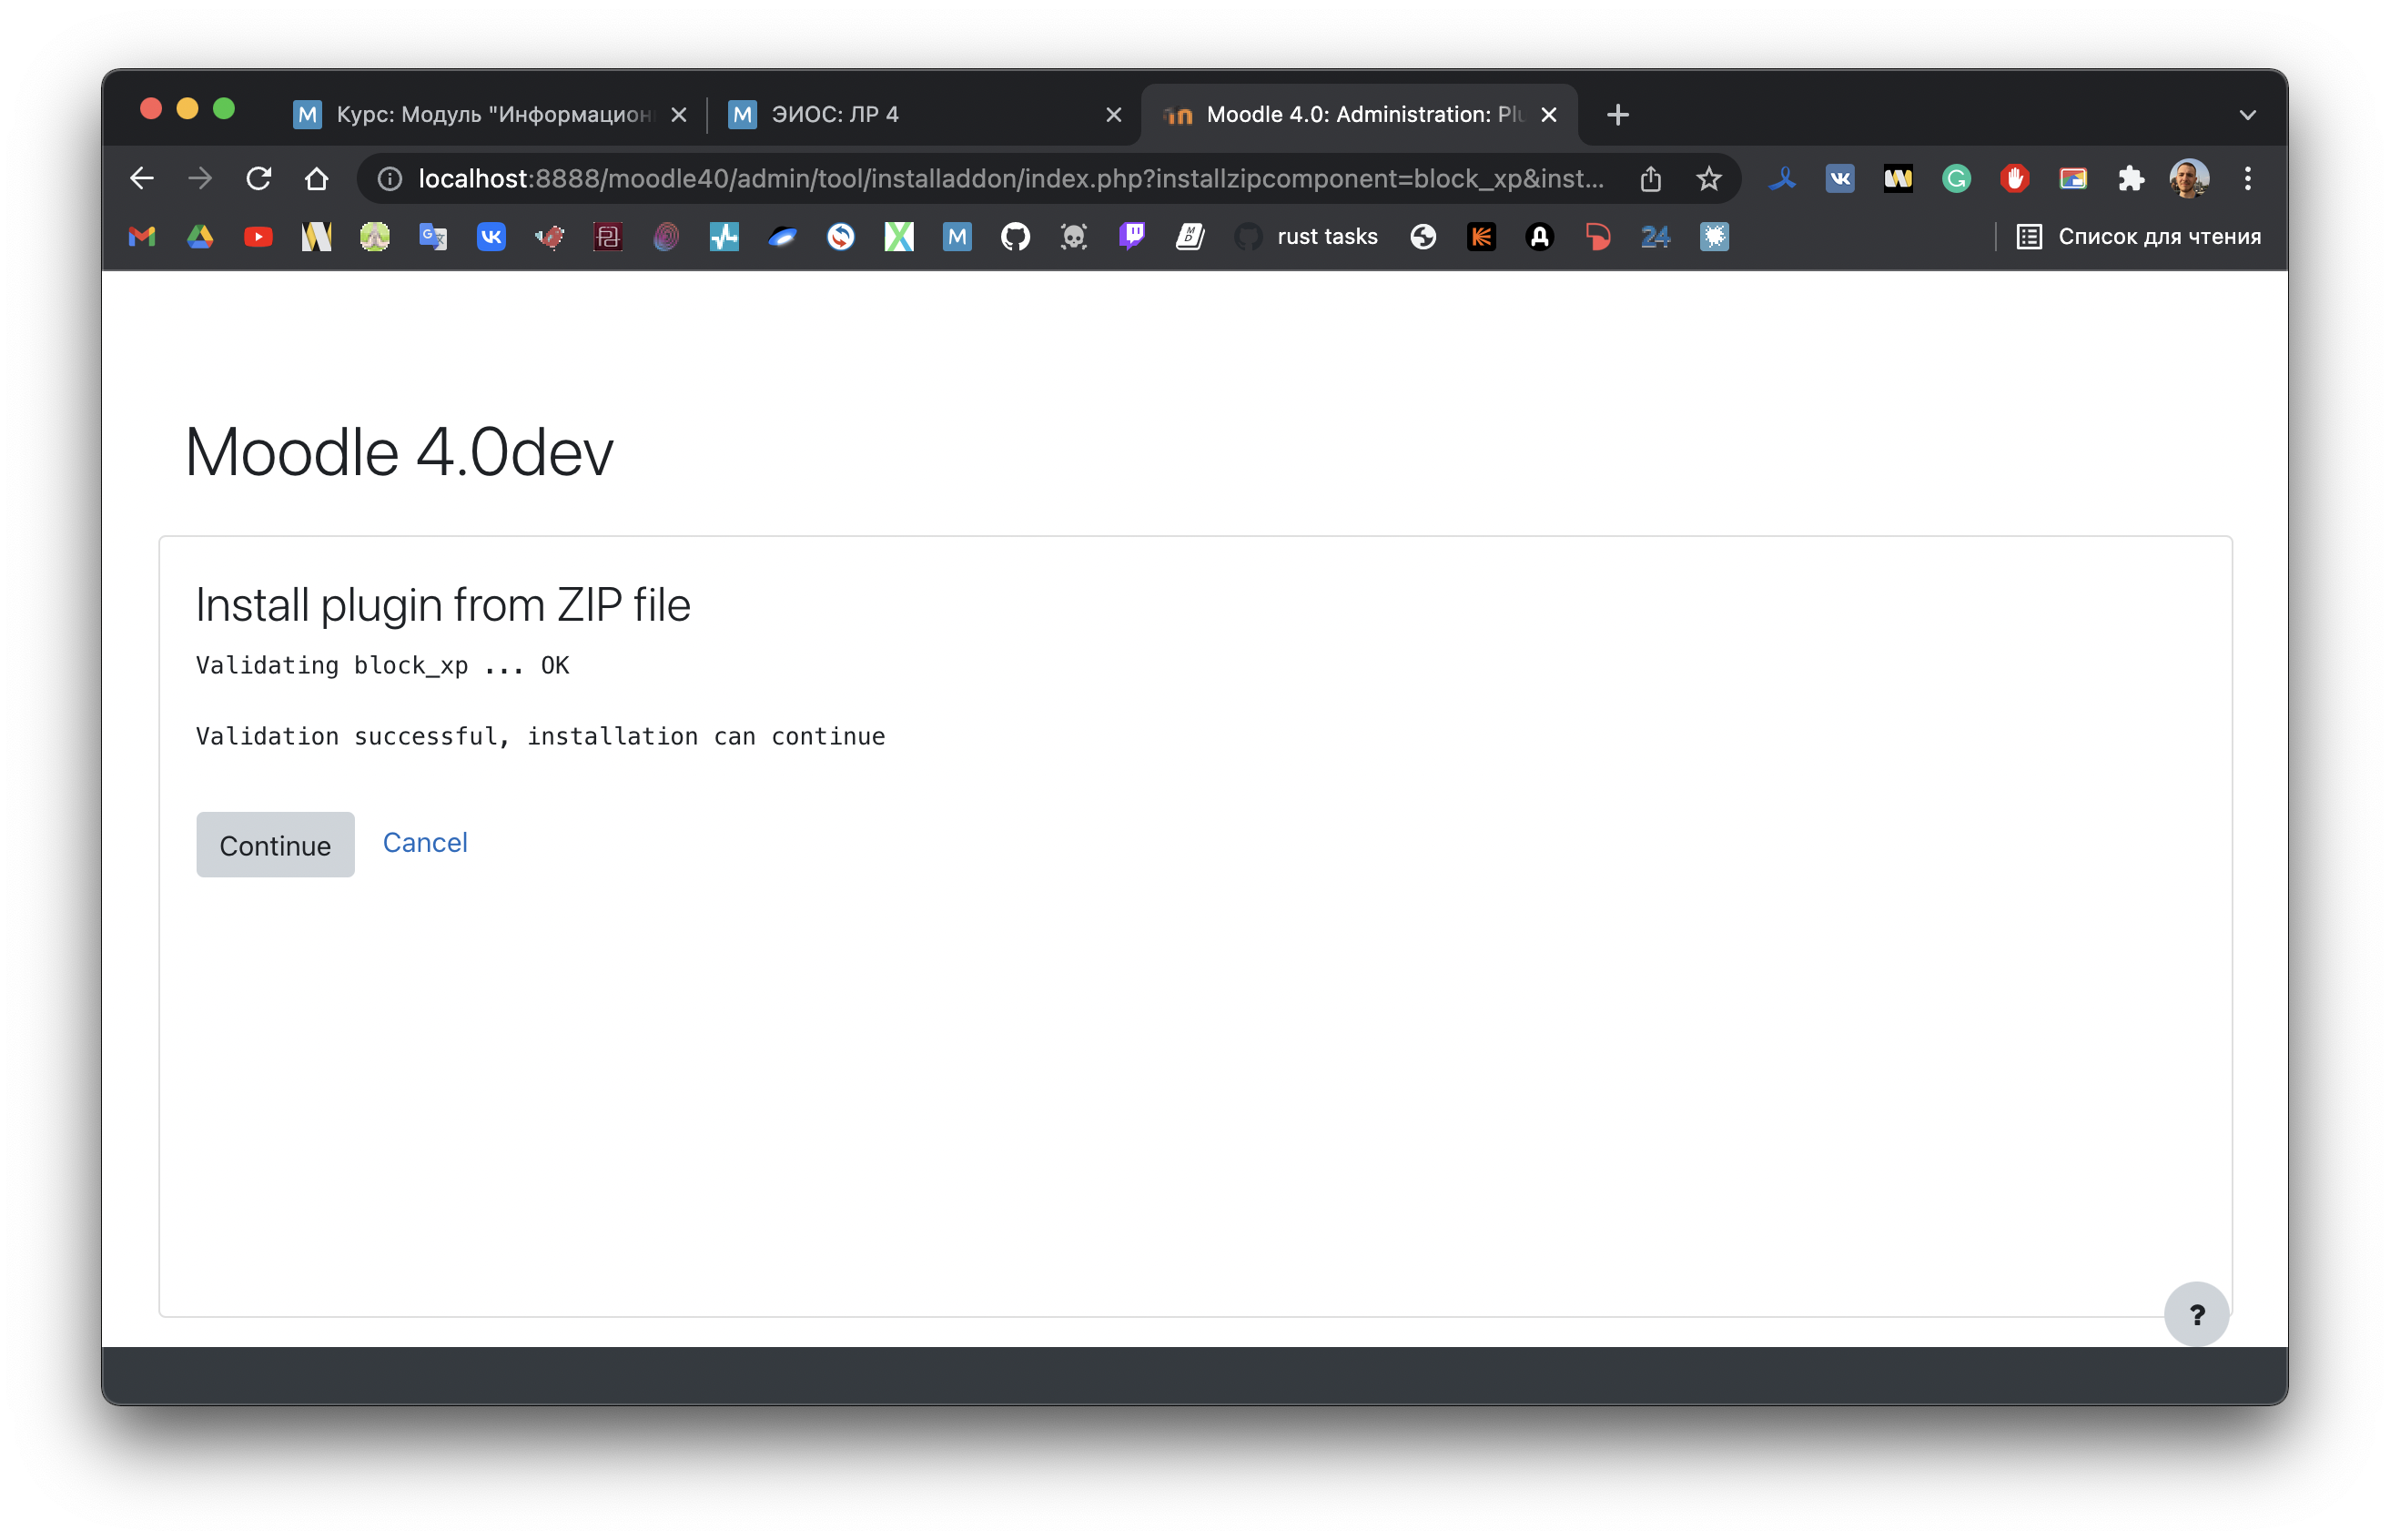 Курс: Модуль "Информацион
ЭИОС: ЛР 4
Moodle 4.0: Administration: Plu
localhost:8888/moodle40/admin/tool/installaddon/index.php?installzipcomponent=block_xp&inst...
rust tasks
24
Список для чтения
Moodle 4.0dev
Install plugin from ZIP file
Validating block_xp ... OK
Validation successful, installation can continue
Continue
Cancel
?